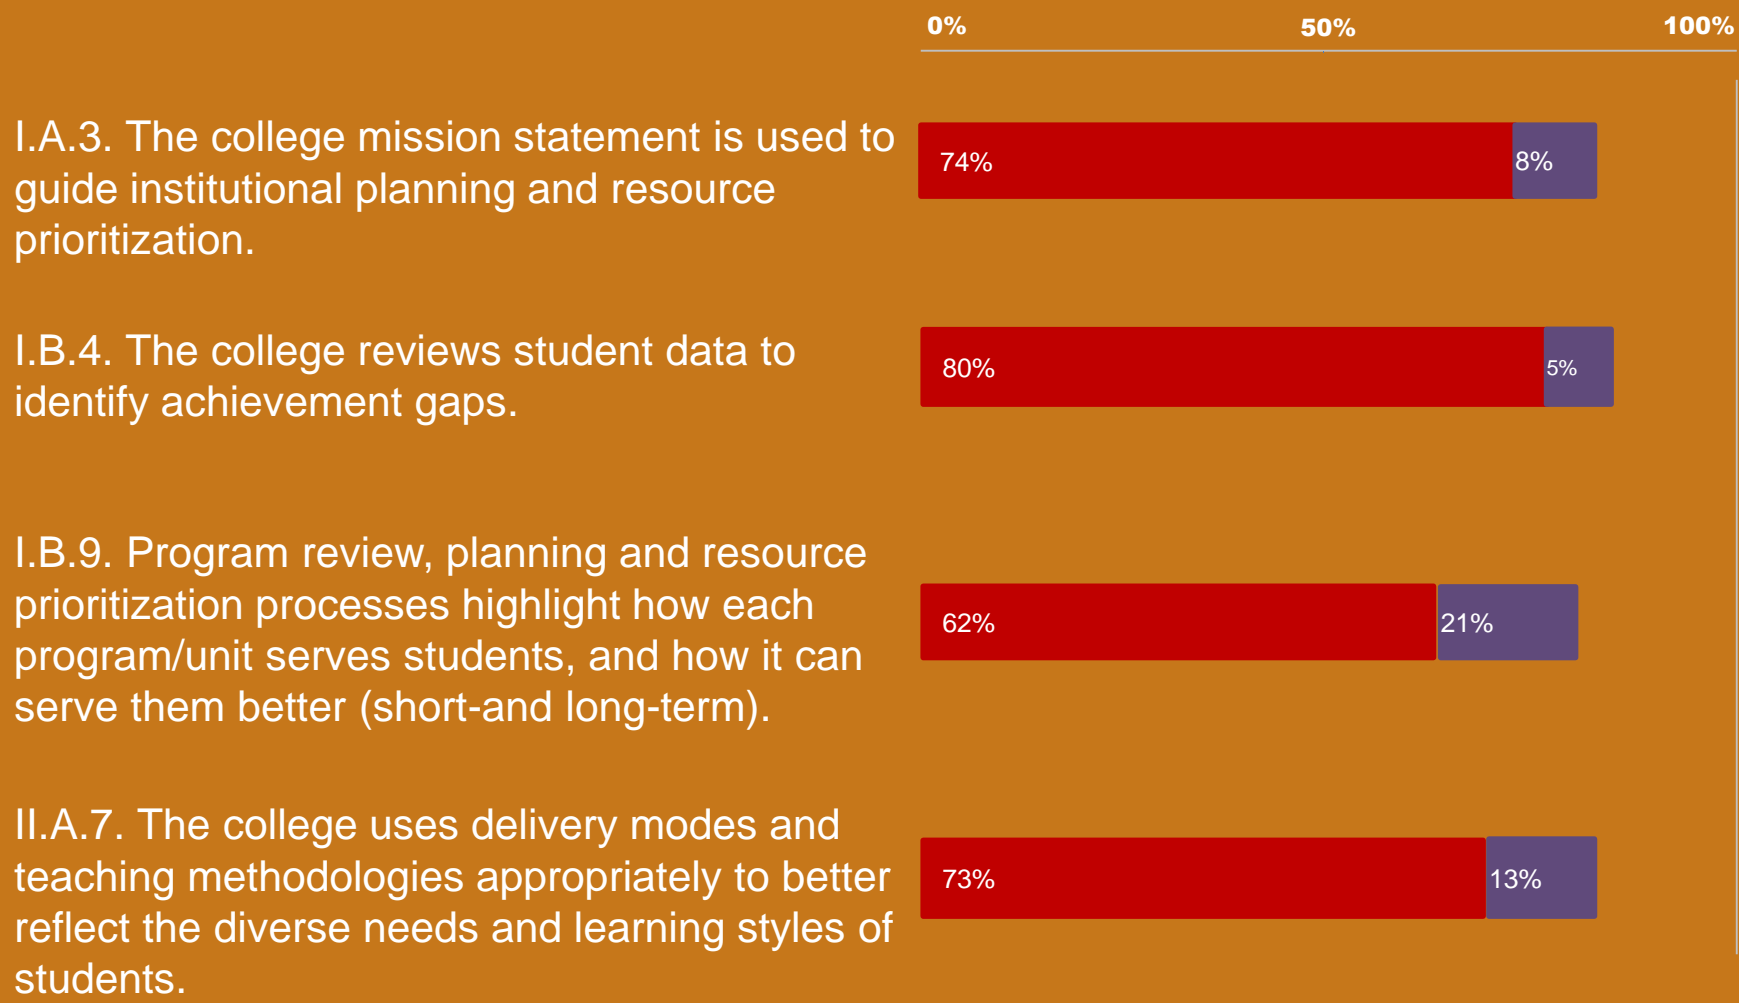 0% 50% 100%
I.A.3. The college mission statement is used to
guide institutional planning and resource
prioritization.
74% 8%
I.B.4. The college reviews student data to
identify achievement gaps.
80% 5%
I.B.9. Program review, planning and resource
prioritization processes highlight how each
program/unit serves students, and how it can
serve them better (short-and long-term).
62% 21%
II.A.7. The college uses delivery modes and
teaching methodologies appropriately to better
reflect the diverse needs and learning styles of
students.
73% 13%